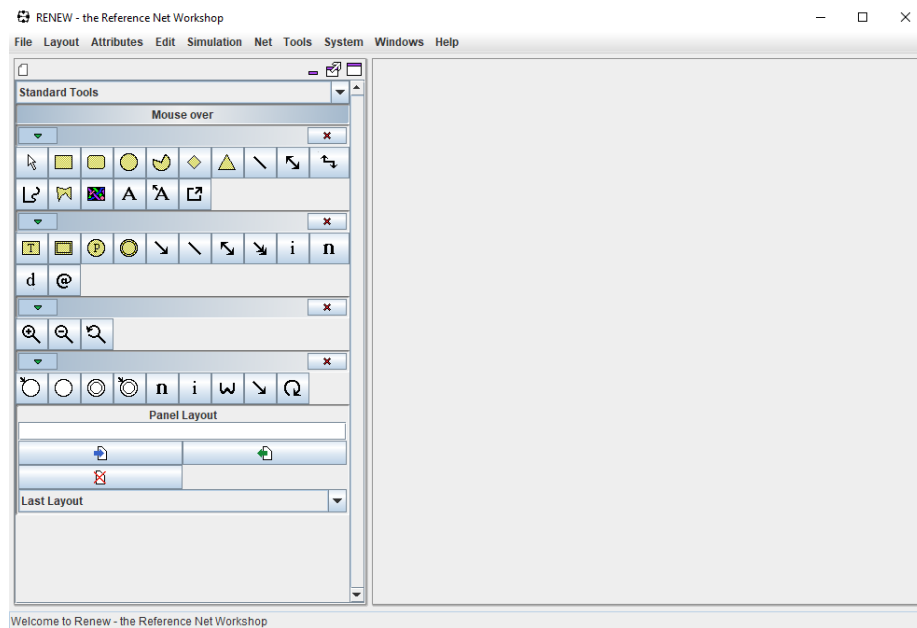 RENEW - the Reference Net Workshop
File Layout Attributes Edit Simulation Net Tools System Windows Help
Standard Tools
Mouse over
A A
T P i n
d @
n i ω
Panel Layout
Last Layout
Welcome to Renew - the Reference Net Workshop